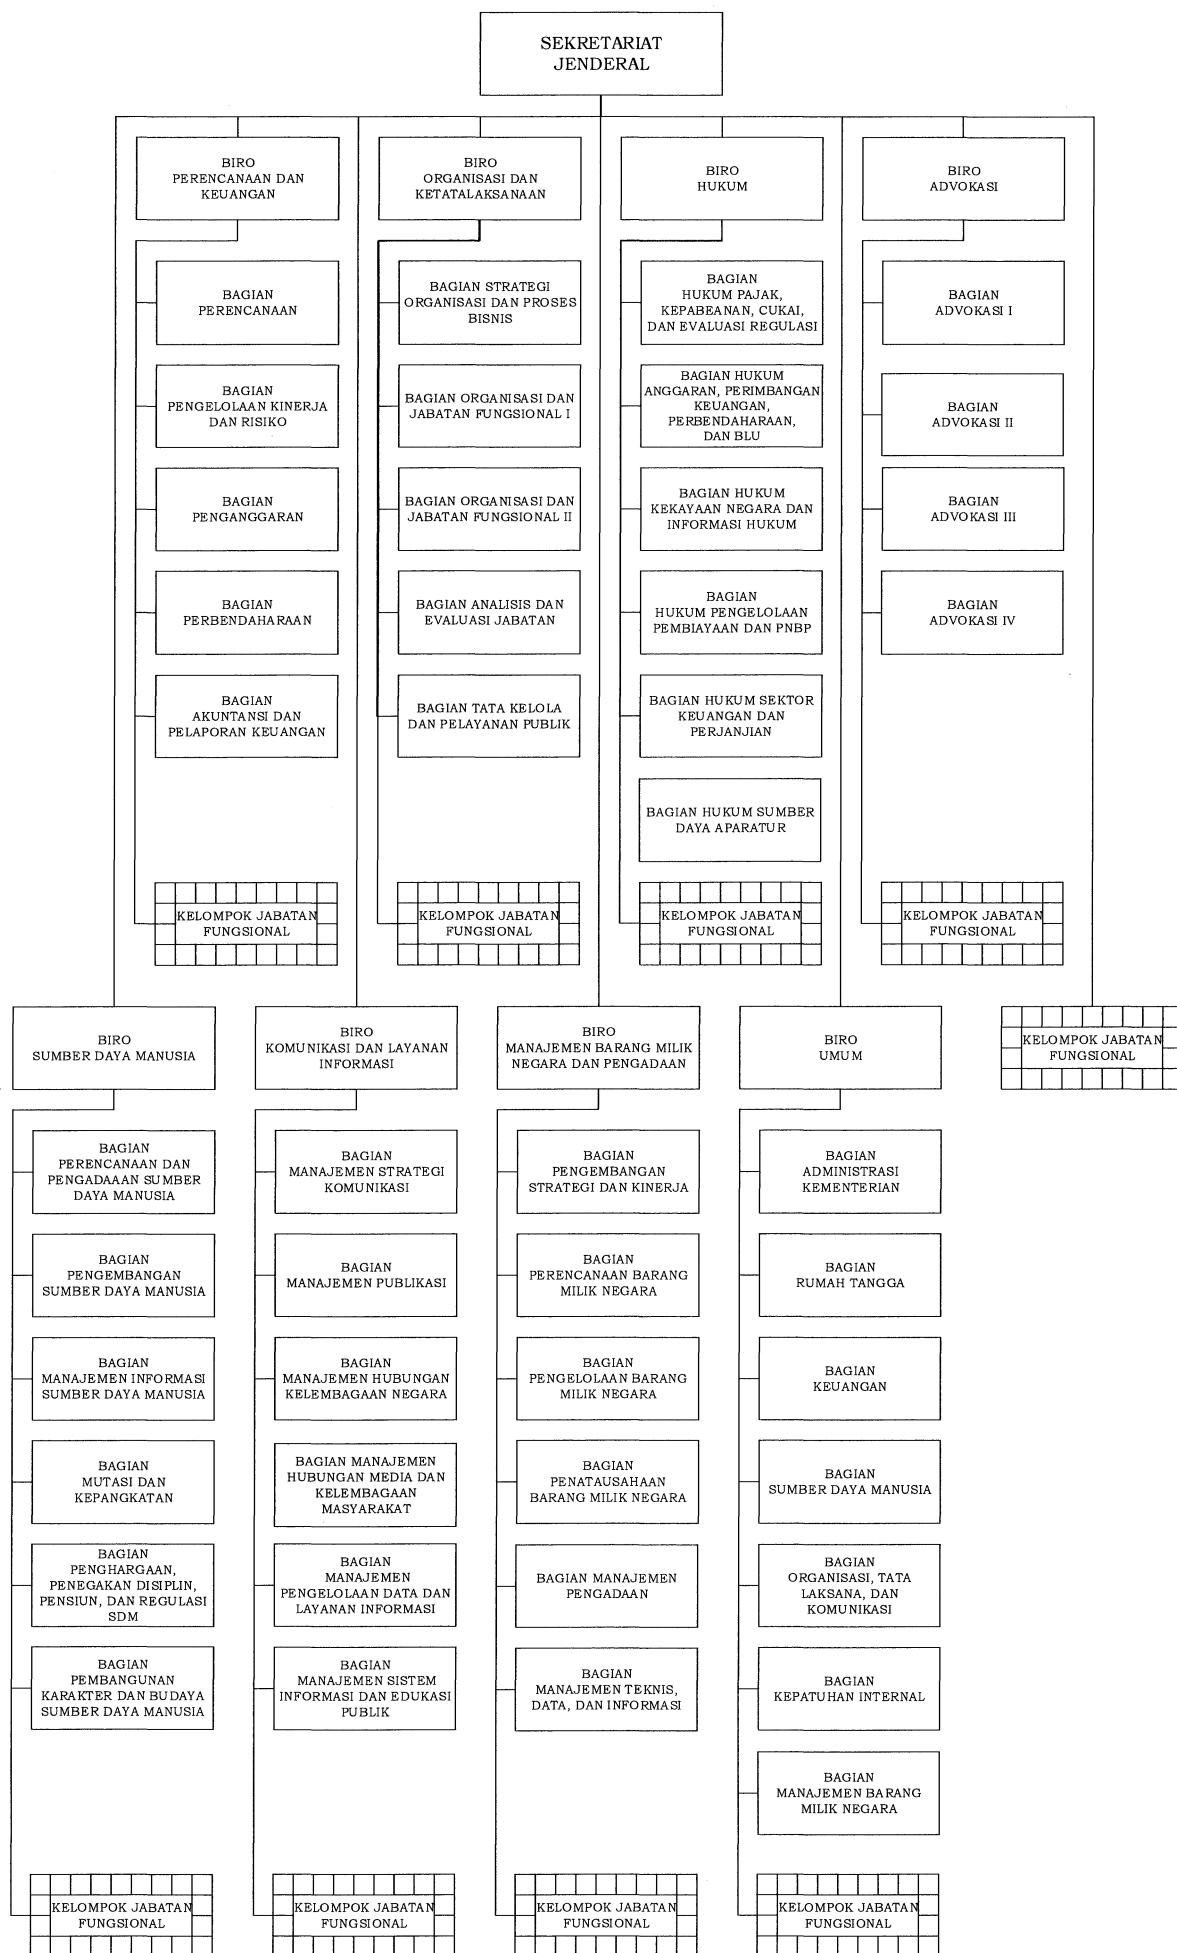 SEKRETARIAT
JENDERAL
BIRO
PERENCANAAN DAN
KEUANGAN
BIRO
ORGANISASI DAN
KETATALAKSANAAN
BIRO
HUKUM
BIRO
ADVOKASI
BAGIAN
PERENCANAAN
BAGIAN
PENGELOLAAN KINERJA
DAN RISIKO
BAGIAN
PENGANGGARAN
BAGIAN
PERBENDAHARAAN
BAGIAN
AKUNTANSI DAN
PELAPORAN KEUANGAN
KELOMPOK JABATAN
FUNGSIONAL
BAGIAN STRATEGI
ORGANISASI DAN PROSES
BISNIS
BAGIAN ORGANISASI DAN
JABATAN FUNGSIONAL I
BAGIAN ORGANISASI DAN
JABATAN FUNGSIONAL II
BAGIAN ANALISIS DAN
EVALUASI JABATAN
BAGIAN TATA KELOLA
DAN PELAYANAN PUBLIK
KELOMPOK JABATAN
FUNGSIONAL
BAGIAN
HUKUM PAJAK,
KEPABEANAN, CUKAI,
DAN EVALUASI REGULASI
BAGIAN HUKUM
ANGGARAN, PERIMBANGAN
KEUANGAN,
PERBENDAHARAAN,
DAN BLU
BAGIAN HUKUM
KEKAYAAN NEGARA DAN
INFORMASI HUKUM
BAGIAN
HUKUM PENGELOLAAN
PEMBIAYAAN DAN PNBP
BAGIAN HUKUM SEKTOR
KEUANGAN DAN
PERJANJIAN
BAGIAN HUKUM SUMBER
DAYA APARATUR
KELOMPOK JABATAN
FUNGSIONAL
BAGIAN
ADVOKASI I
BAGIAN
ADVOKASI II
BAGIAN
ADVOKASI III
BAGIAN
ADVOKASI IV
KELOMPOK JABATAN
FUNGSIONAL
BIRO
SUMBER DAYA MANUSIA
BIRO
KOMUNIKASI DAN LAYANAN
INFORMASI
BIRO
MANAJEMEN BARANG MILIK
NEGARA DAN PENGADAAN
BIRO
UMUM
KELOMPOK JABATAN
FUNGSIONAL
BAGIAN
PERENCANAAN DAN
PENGADAAAN SUMBER
DAYA MANUSIA
BAGIAN
PENGEMBANGAN
SUMBER DAYA MANUSIA
BAGIAN
MANAJEMEN INFORMASI
SUMBER DAYA MANUSIA
BAGIAN
MUTASI DAN
KEPANGKATAN
BAGIAN
PENGHARGAAN,
PENEGAKAN DISIPLIN,
PENSIUN, DAN REGULASI
SDM
BAGIAN
PEMBANGUNAN
KARAKTER DAN BUDAYA
SUMBER DAYA MANUSIA
KELOMPOK JABATAN
FUNGSIONAL
BAGIAN
MANAJEMEN STRATEGI
KOMUNIKASI
BAGIAN
MANAJEMEN PUBLIKASI
BAGIAN
MANAJEMEN HUBUNGAN
KELEMBAGAAN NEGARA
BAGIAN MANAJEMEN
HUBUNGAN MEDIA DAN
KELEMBAGAAN
MASYARAKAT
BAGIAN
MANAJEMEN
PENGELOLAAN DATA DAN
LAYANAN INFORMASI
BAGIAN
MANAJEMEN SISTEM
INFORMASI DAN EDUKASI
PUBLIK
KELOMPOK JABATAN
FUNGSIONAL
BAGIAN
PENGEMBANGAN
STRATEGI DAN KINERJA
BAGIAN
PERENCANAAN BARANG
MILIK NEGARA
BAGIAN
PENGELOLAAN BARANG
MILIK NEGARA
BAGIAN
PENATAUSAHAAN
BARANG MILIK NEGARA
BAGIAN MANAJEMEN
PENGADAAN
BAGIAN
MANAJEMEN TEKNIS,
DATA, DAN INFORMASI
KELOMPOK JABATAN
FUNGSIONAL
BAGIAN
ADMINISTRASI
KEMENTERIAN
BAGIAN
RUMAH TANGGA
BAGIAN
KEUANGAN
BAGIAN
SUMBER DAYA MANUSIA
BAGIAN
ORGANISASI, TATA
LAKSANA, DAN
KOMUNIKASI
BAGIAN
KEPATUHAN INTERNAL
BAGIAN
MANAJEMEN BARANG
MILIK NEGARA
KELOMPOK JABATAN
FUNGSIONAL